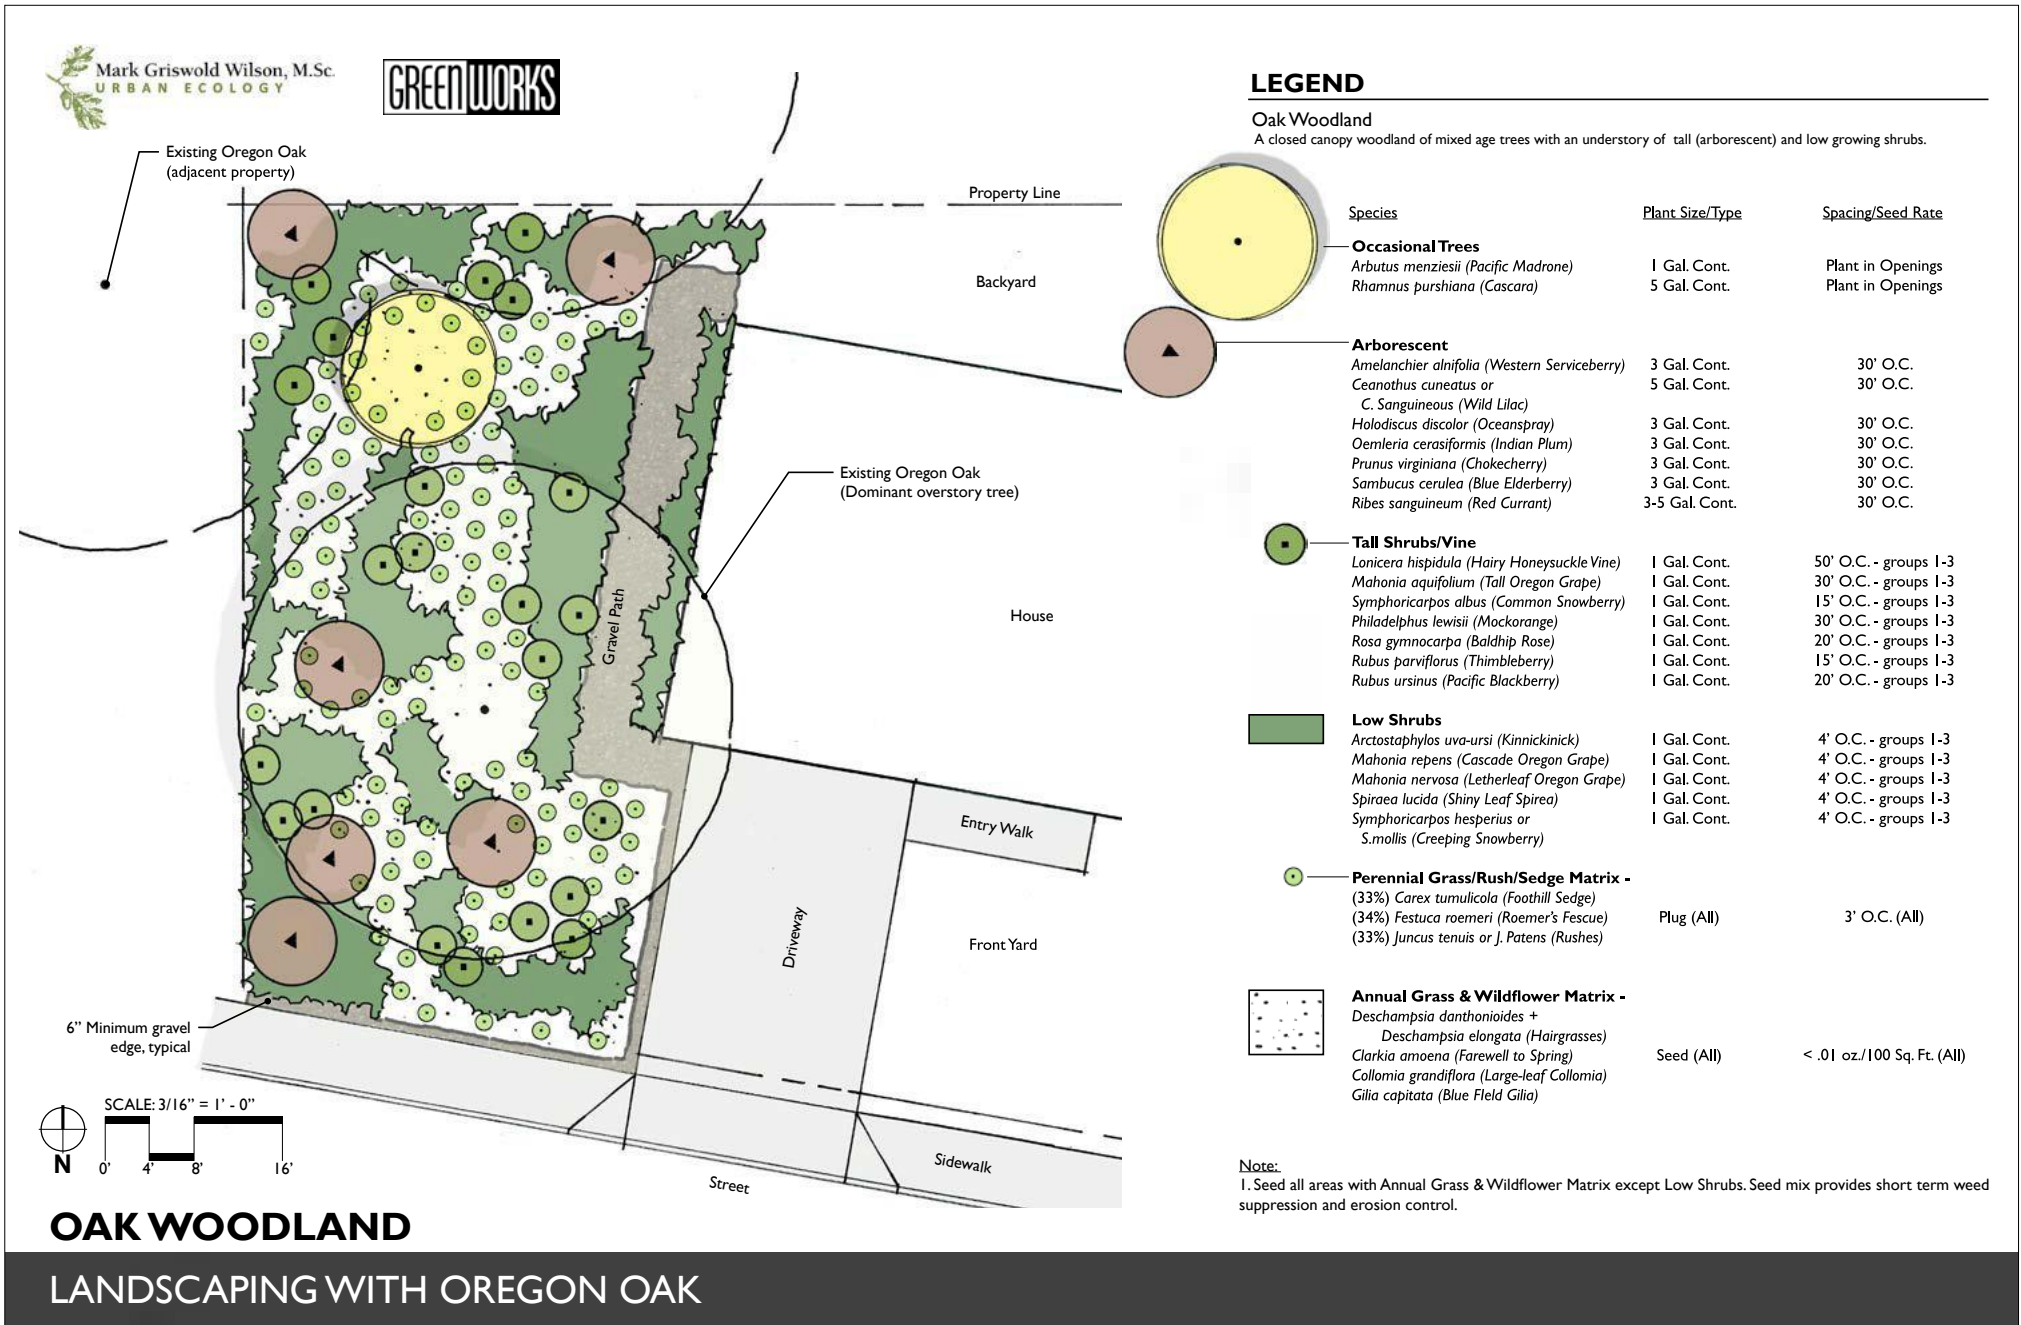 Mark Griswold Wilson, M.Sc.
URBAN ECOLOGY
GREENWORKS
Existing Oregon Oak
(adjacent property)
Property Line
Backyard
Existing Oregon Oak
(Dominant overstory tree)
House
Gravel Path
Entry Walk
Driveway
Front Yard
6” Minimum gravel
edge, typical
Sidewalk
Street
SCALE: 3/16” = 1’ - 0”
N
0’ 4’ 8’ 16’
LEGEND
Oak Woodland
A closed canopy woodland of mixed age trees with an understory of tall (arborescent) and low growing shrubs.
Species Plant Size/Type Spacing/Seed Rate
Occasional Trees
Arbutus menziesii (Pacific Madrone) 1 Gal. Cont. Plant in Openings
Rhamnus purshiana (Cascara) 5 Gal. Cont. Plant in Openings
Arborescent
Amelanchier alnifolia (Western Serviceberry) 3 Gal. Cont. 30’ O.C.
Ceanothus cuneatus or 5 Gal. Cont. 30’ O.C.
C. Sanguineous (Wild Lilac)
Holodiscus discolor (Oceanspray) 3 Gal. Cont. 30’ O.C.
Oemleria cerasiformis (Indian Plum) 3 Gal. Cont. 30’ O.C.
Prunus virginiana (Chokecherry) 3 Gal. Cont. 30’ O.C.
Sambucus cerulea (Blue Elderberry) 3 Gal. Cont. 30’ O.C.
Ribes sanguineum (Red Currant) 3-5 Gal. Cont. 30’ O.C.
Tall Shrubs/Vine
Lonicera hispidula (Hairy Honeysuckle Vine) 1 Gal. Cont. 50’ O.C. - groups 1-3
Mahonia aquifolium (Tall Oregon Grape) 1 Gal. Cont. 30’ O.C. - groups 1-3
Symphoricarpos albus (Common Snowberry) 1 Gal. Cont. 15’ O.C. - groups 1-3
Philadelphus lewisii (Mockorange) 1 Gal. Cont. 30’ O.C. - groups 1-3
Rosa gymnocarpa (Baldhip Rose) 1 Gal. Cont. 20’ O.C. - groups 1-3
Rubus parviflorus (Thimbleberry) 1 Gal. Cont. 15’ O.C. - groups 1-3
Rubus ursinus (Pacific Blackberry) 1 Gal. Cont. 20’ O.C. - groups 1-3
Low Shrubs
Arctostaphylos uva-ursi (Kinnickinick) 1 Gal. Cont. 4’ O.C. - groups 1-3
Mahonia repens (Cascade Oregon Grape) 1 Gal. Cont. 4’ O.C. - groups 1-3
Mahonia nervosa (Letherleaf Oregon Grape) 1 Gal. Cont. 4’ O.C. - groups 1-3
Spiraea lucida (Shiny Leaf Spirea) 1 Gal. Cont. 4’ O.C. - groups 1-3
Symphoricarpos hesperius or 1 Gal. Cont. 4’ O.C. - groups 1-3
S.mollis (Creeping Snowberry)
Perennial Grass/Rush/Sedge Matrix -
(33%) Carex tumulicola (Foothill Sedge)
(34%) Festuca roemeri (Roemer’s Fescue) Plug (All) 3’ O.C. (All)
(33%) Juncus tenuis or J. Patens (Rushes)
Annual Grass & Wildflower Matrix -
Deschampsia danthonioides +
Deschampsia elongata (Hairgrasses)
Clarkia amoena (Farewell to Spring) Seed (All) < .01 oz./100 Sq. Ft. (All)
Collomia grandiflora (Large-leaf Collomia)
Gilia capitata (Blue FIeld Gilia)
Note:
1. Seed all areas with Annual Grass & Wildflower Matrix except Low Shrubs. Seed mix provides short term weed
suppression and erosion control.
OAK WOODLAND
LANDSCAPING WITH OREGON OAK